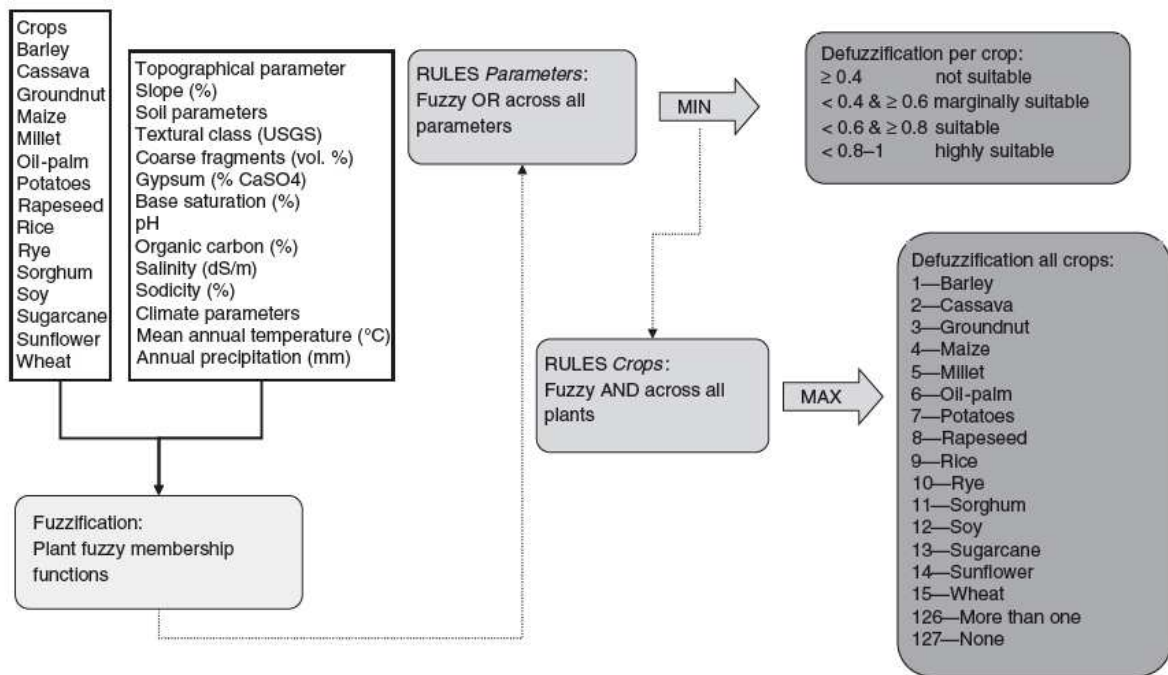 Crops
Barley
Cassava
Groundnut
Maize
Millet
Oil-palm
Potatoes
Rapeseed
Rice
Rye
Sorghum
Soy
Sugarcane
Sunflower
Wheat
Topographical parameter
Slope (%)
Soil parameters
Textural class (USGS)
Coarse fragments (vol. %)
Gypsum (% CaSO4)
Base saturation (%)
pH
Organic carbon (%)
Salinity (dS/m)
Sodicity (%)
Climate parameters
Mean annual temperature (°C)
Annual precipitation (mm)
Fuzzification:
Plant fuzzy membership
functions
RULES Parameters:
Fuzzy OR across all
parameters
MIN
Defuzzification per crop:
≥ 0.4 not suitable
< 0.4 & ≥ 0.6 marginally suitable
< 0.6 & ≥ 0.8 suitable
< 0.8–1 highly suitable
RULES Crops:
Fuzzy AND across all
plants
MAX
Defuzzification all crops:
1—Barley
2—Cassava
3—Groundnut
4—Maize
5—Millet
6—Oil-palm
7—Potatoes
8—Rapeseed
9—Rice
10—Rye
11—Sorghum
12—Soy
13—Sugarcane
14—Sunflower
15—Wheat
126—More than one
127—None